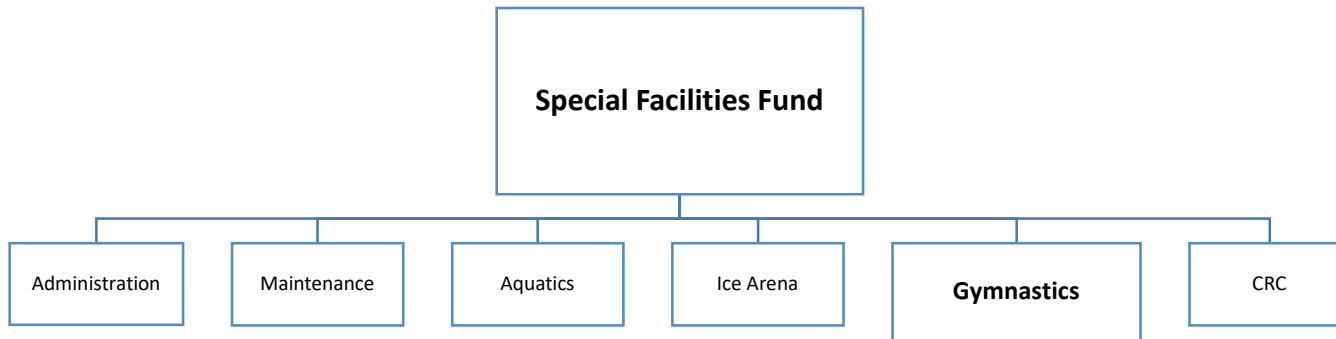 Special Facilities Fund
Administration
Maintenance
Aquatics
Ice Arena
Gymnastics
CRC